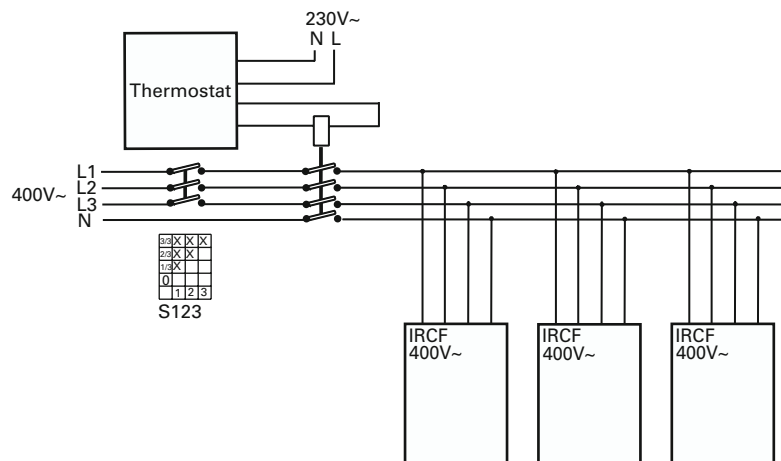 230V~
N L
Thermostat
L1
400V~ L2
L3
N
3/3 X X X
2/3 X X
1/3 X
0
1 2 3
S123
IRCF
400V~
IRCF
400V~
IRCF
400V~